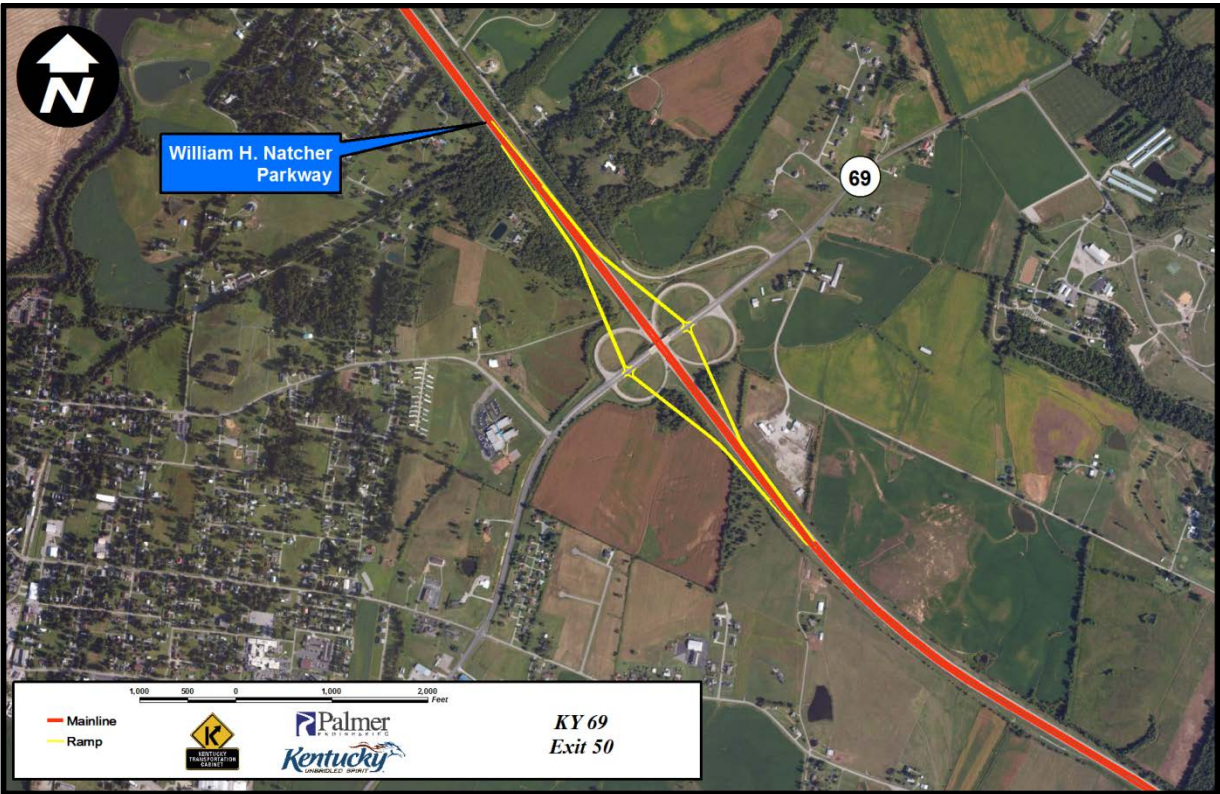 N
William H. Natcher
Parkway
69
1,000 500 0 1,000 2,000
Feet
Mainline
Ramp
KENTUCKY
TRANSPORTATION
CABINET
Palmer
ENGINEERING
Kentucky
UNBRIDLED SPIRIT
KY 69
Exit 50